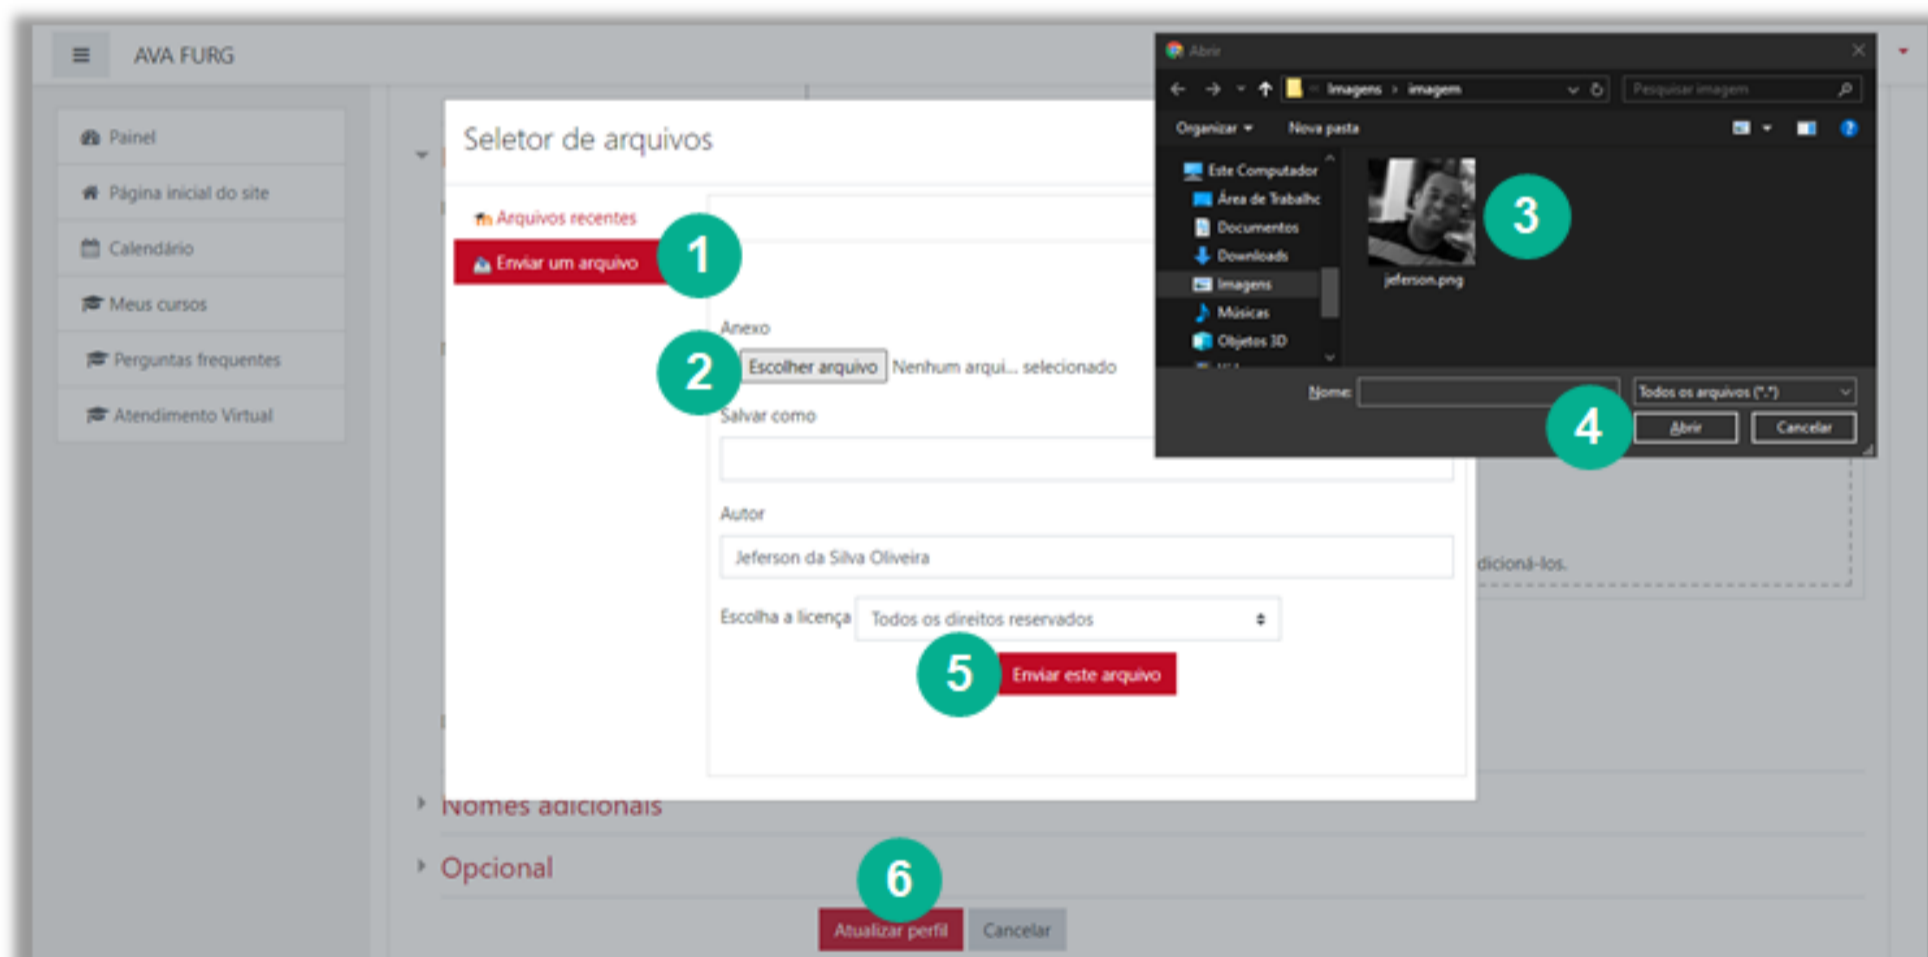 AVA FURG
Painel
Página inicial do site
Calendário
Meus cursos
Perguntas frequentes
Atendimento Virtual
Seletor de arquivos
Arquivos recentes
Enviar um arquivo
1
Anexo
2
Escolher arquivo Nenhum arqui... selecionado
Salvar como
Autor
Jeferson da Silva Oliveira
Escolha a licença Todos os direitos reservados
5
Enviar este arquivo
Abrir
Imagens › imagem
Pesquisar imagem
Organizar
Nova pasta
Este Computador
Área de Trabalho
Documentos
Downloads
Imagens
Músicas
Objetos 3D
3
jeferson.png
Nome:
Todos os arquivos (*.*)
4
Abrir
Cancelar
dicioná-los.
Nomes adicionais
Opcional
6
Atualizar perfil
Cancelar